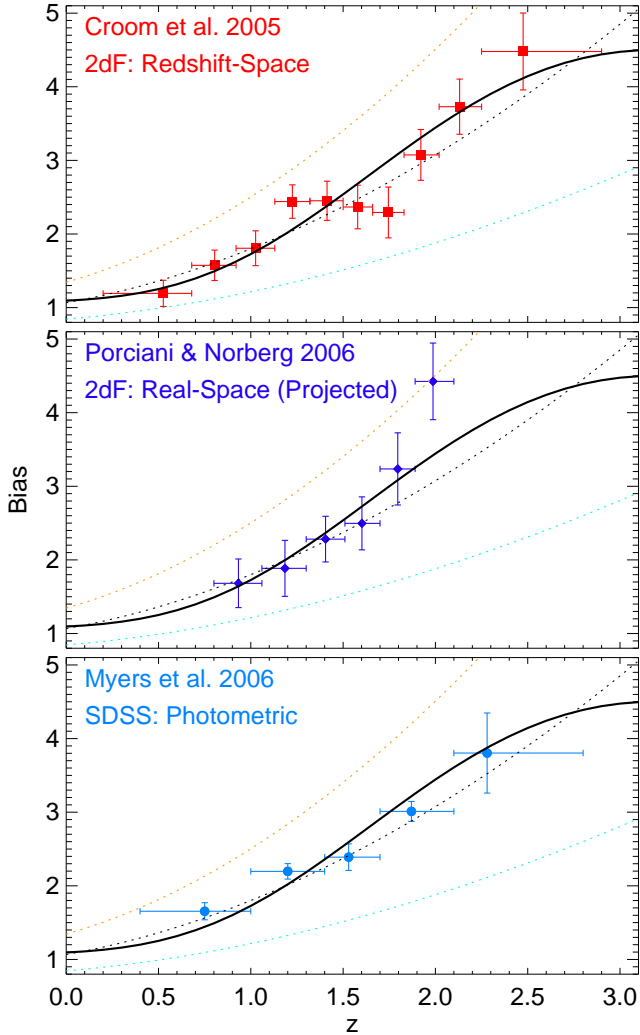 Croom et al. 2005
2dF: Redshift-Space
5
4
3
2
1
Porciani & Norberg 2006
2dF: Real-Space (Projected)
5
4
3
2
1
Bias
Myers et al. 2006
SDSS: Photometric
5
4
3
2
1
0.0 0.5 1.0 1.5 2.0 2.5 3.0
z